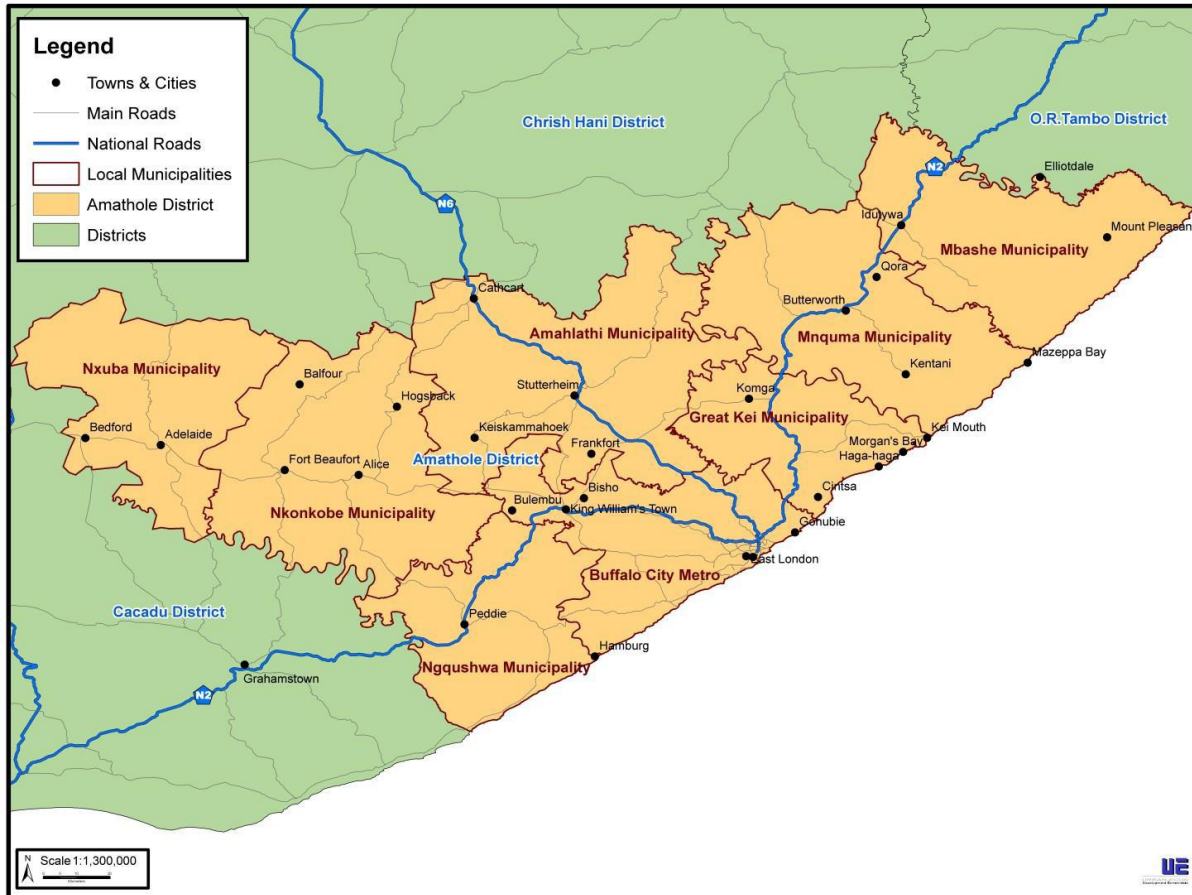 Legend
Towns & Cities
Main Roads
National Roads
Local Municipalities
Amathole District
Districts
Chrish Hani District
O.R.Tambo District
N2
Elliotdale
N6
Idutywa
Mount Pleasan
Mbashe Municipality
Qora
Cathcart
Butterworth
Amahlathi Municipality
Mnquma Municipality
Mazeppa Bay
Nxuba Municipality
Kentani
Balfour
Stutterheim
Komga
Hogsback
Great Kei Municipality
Bedford
Adelaide
Keiskammahoek
Kei Mouth
Morgan's Bay
Frankfort
Haga-haga
Amathole District
Fort Beaufort
Alice
Bisho
Cintsa
Bulembu
King William's Town
Nkonkobe Municipality
Gonubie
East London
Buffalo City Metro
Cacadu District
Peddie
Hamburg
Ngqushwa Municipality
Grahamstown
N2
N
Scale 1:1,300,000
Kilometers
UE